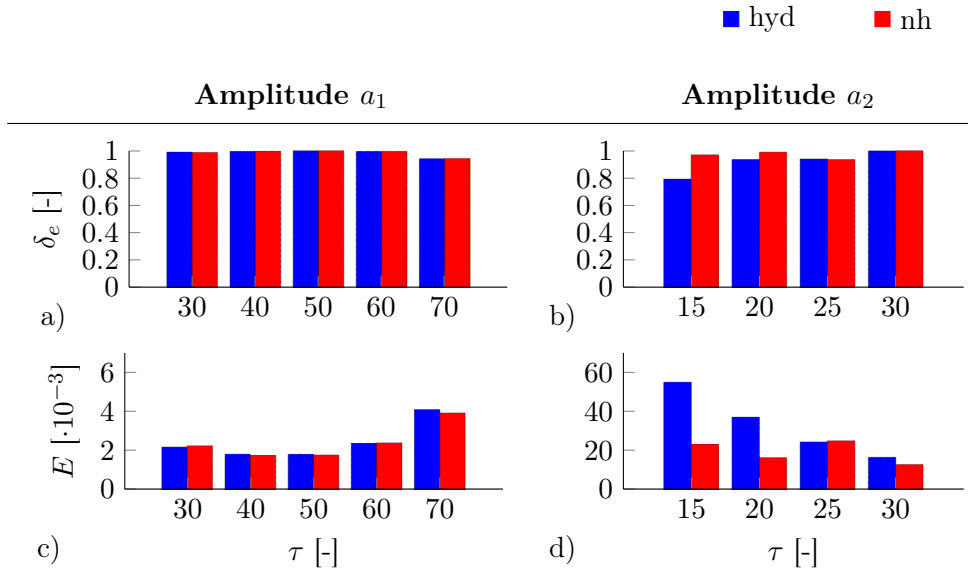 hyd nh
Amplitude a₁ Amplitude a₂
1 1
0.8 0.8
0.6 0.6
0.4 0.4
0.2 0.2
0 0
δₑ [-]
30 40 50 60 70 15 20 25 30
a) b)
6 60
4 40
2 20
0 0
E [·10⁻³]
30 40 50 60 70 15 20 25 30
c) τ [-] d) τ [-]